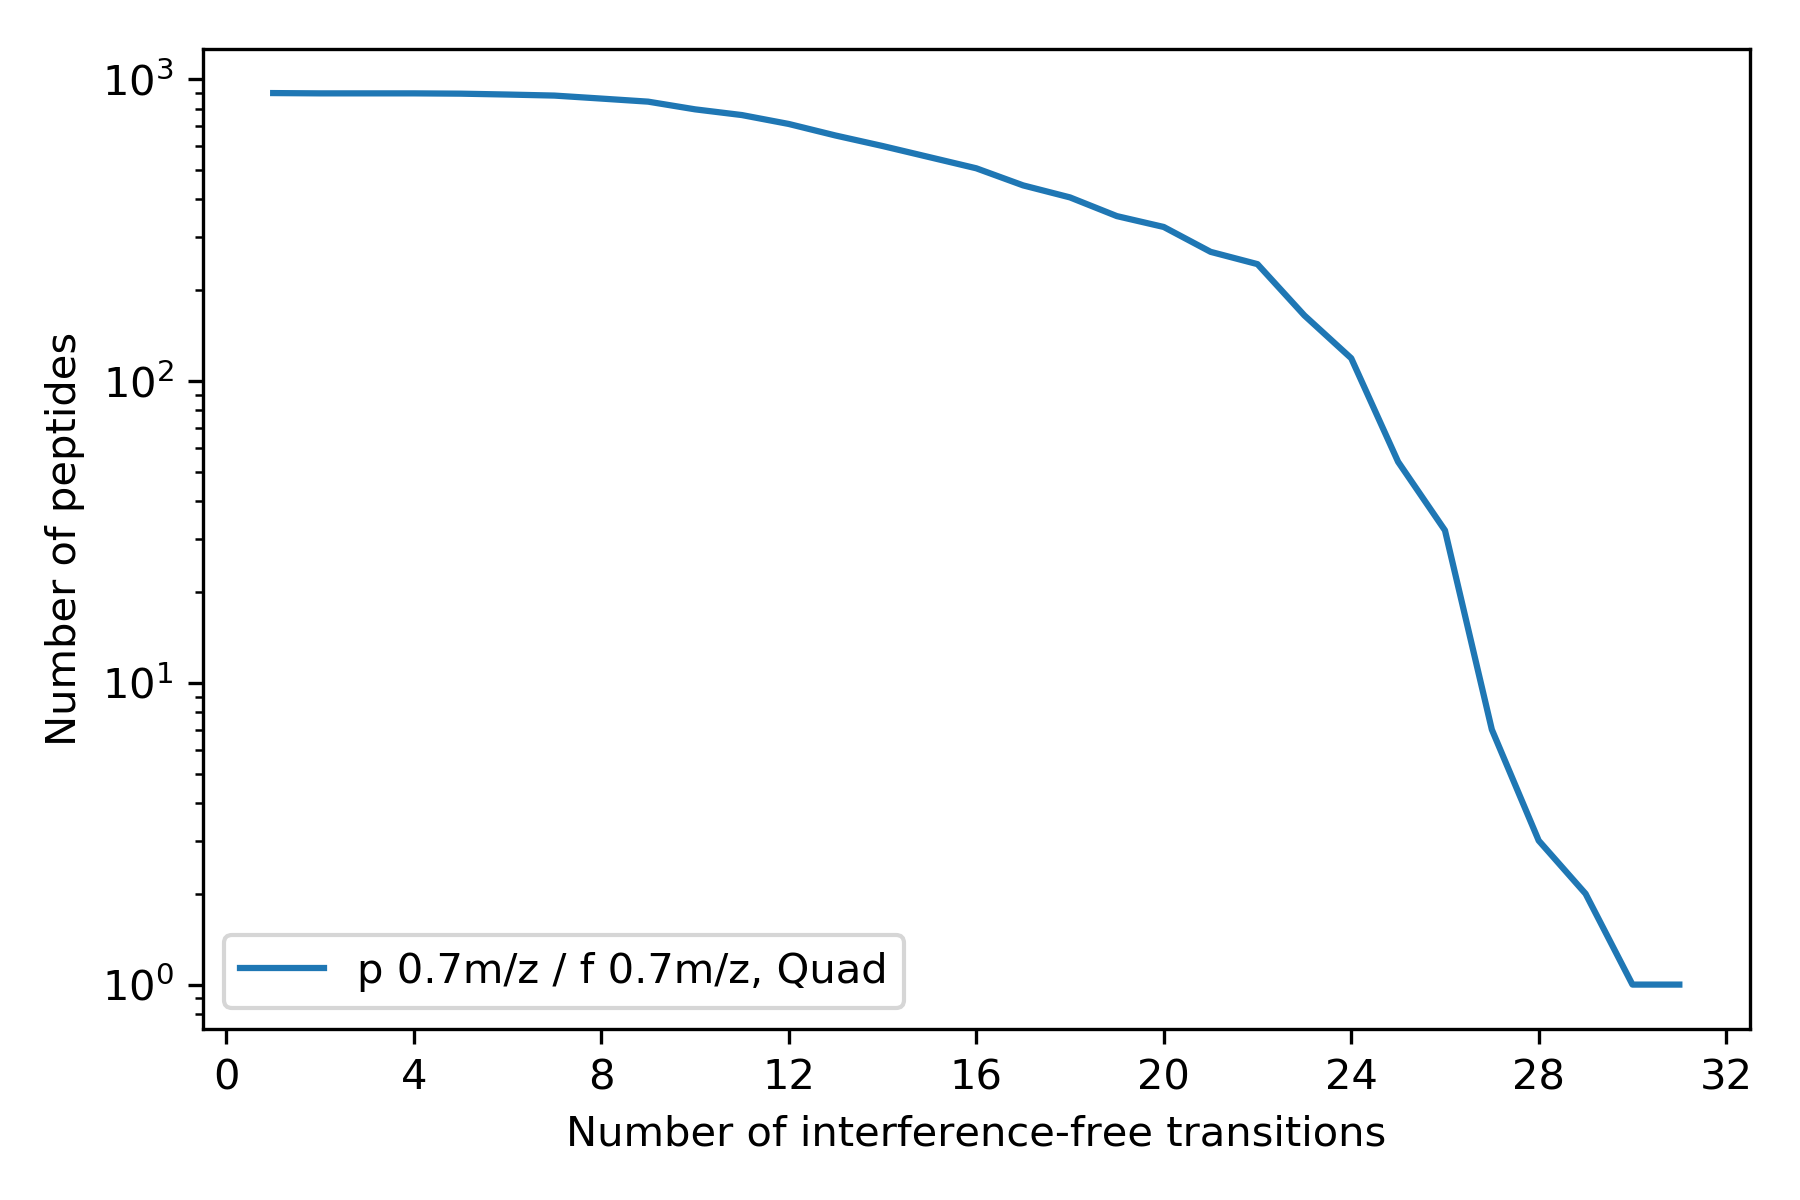 10³
10²
10¹
10⁰
Number of peptides
p 0.7m/z / f 0.7m/z, Quad
0 4 8 12 16 20 24 28 32
Number of interference-free transitions